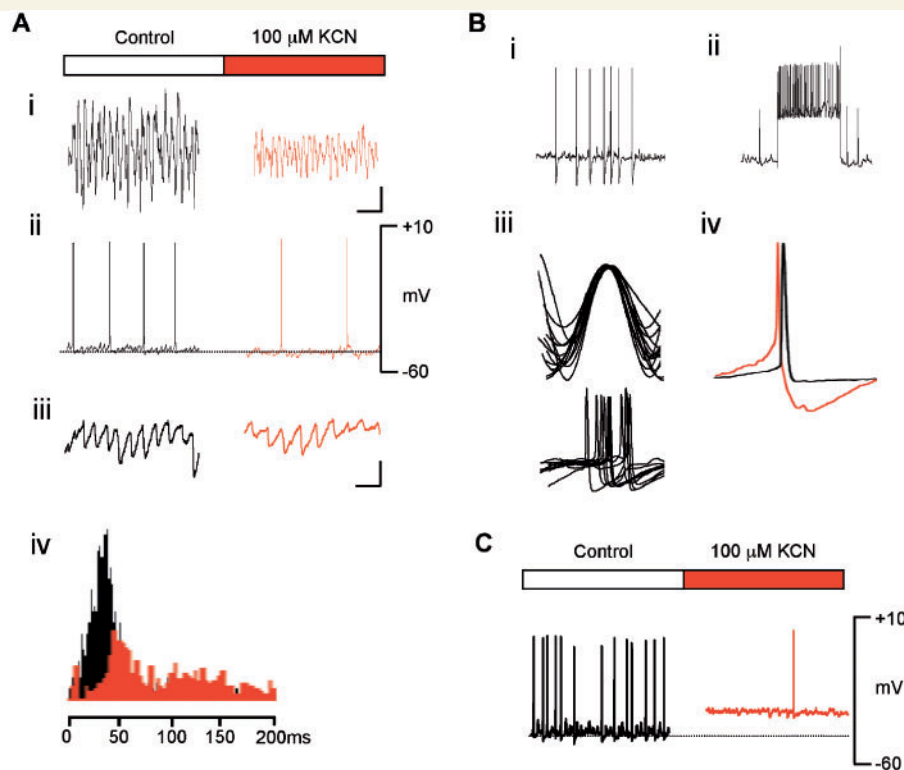 A
Control 100 μM KCN
i
ii
+10
mV
-60
iii
iv
0 50 100 150 200ms
B
i ii
iii iv
C
Control 100 μM KCN
+10
mV
-60